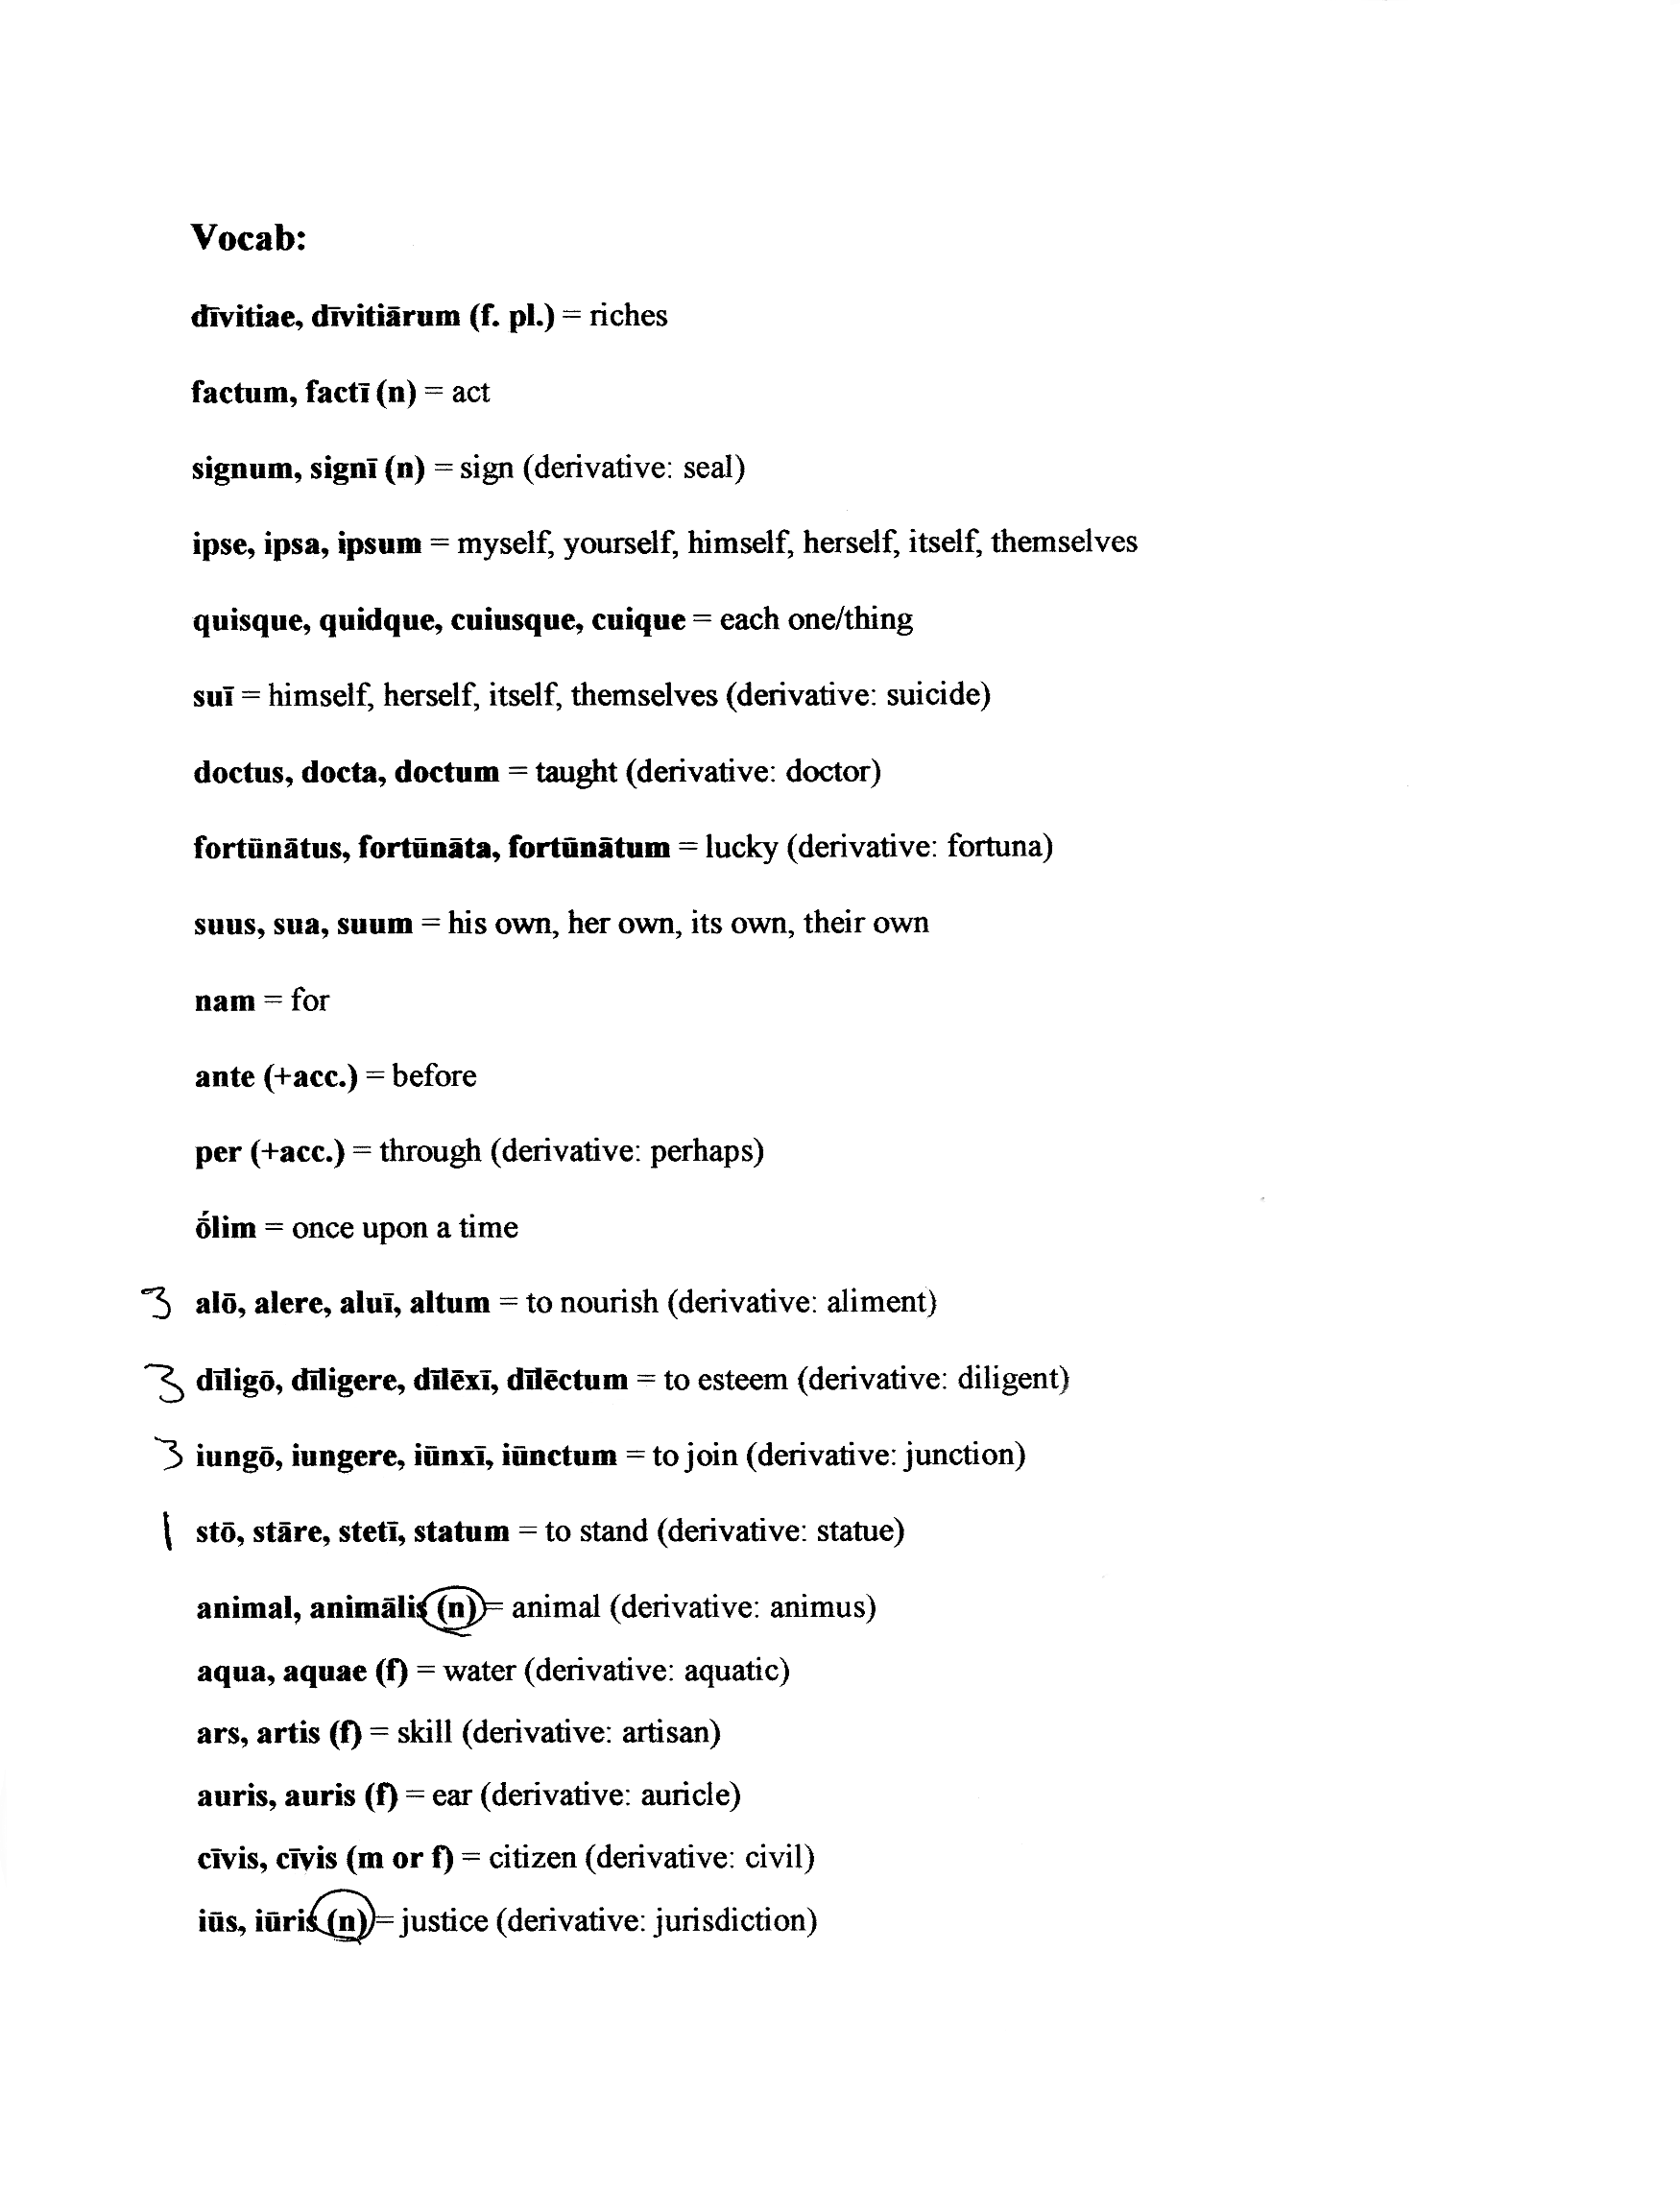 Vocab:
dīvitiae, dīvitiārum (f. pl.) = riches
factum, factī (n) = act
signum, signī (n) = sign (derivative: seal)
ipse, ipsa, ipsum = myself, yourself, himself, herself, itself, themselves
quisque, quidque, cuiusque, cuique = each one/thing
suī = himself, herself, itself, themselves (derivative: suicide)
doctus, docta, doctum = taught (derivative: doctor)
fortūnātus, fortūnāta, fortūnātum = lucky (derivative: fortuna)
suus, sua, suum = his own, her own, its own, their own
nam = for
ante (+acc.) = before
per (+acc.) = through (derivative: perhaps)
ṓlim = once upon a time
3 alō, alere, aluī, altum = to nourish (derivative: aliment)
3 dīligō, dīligere, dīlēxī, dīlēctum = to esteem (derivative: diligent)
3 iungō, iungere, iūnxī, iūnctum = to join (derivative: junction)
1 stō, stāre, stetī, statum = to stand (derivative: statue)
animal, animālis (n) = animal (derivative: animus)
aqua, aquae (f) = water (derivative: aquatic)
ars, artis (f) = skill (derivative: artisan)
auris, auris (f) = ear (derivative: auricle)
cīvis, cīvis (m or f) = citizen (derivative: civil)
iūs, iūris (n) = justice (derivative: jurisdiction)